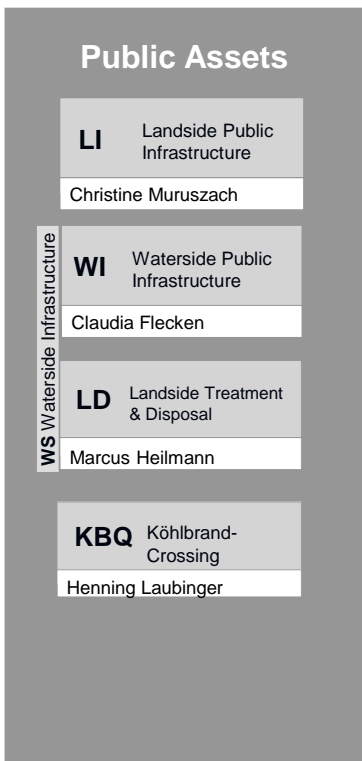 Public Assets
LI Landside Public
Infrastructure
Christine Muruszach
WS Waterside Infrastructure
WI Waterside Public
Infrastructure
Claudia Flecken
LD Landside Treatment
& Disposal
Marcus Heilmann
KBQ Köhlbrand-
Crossing
Henning Laubinger